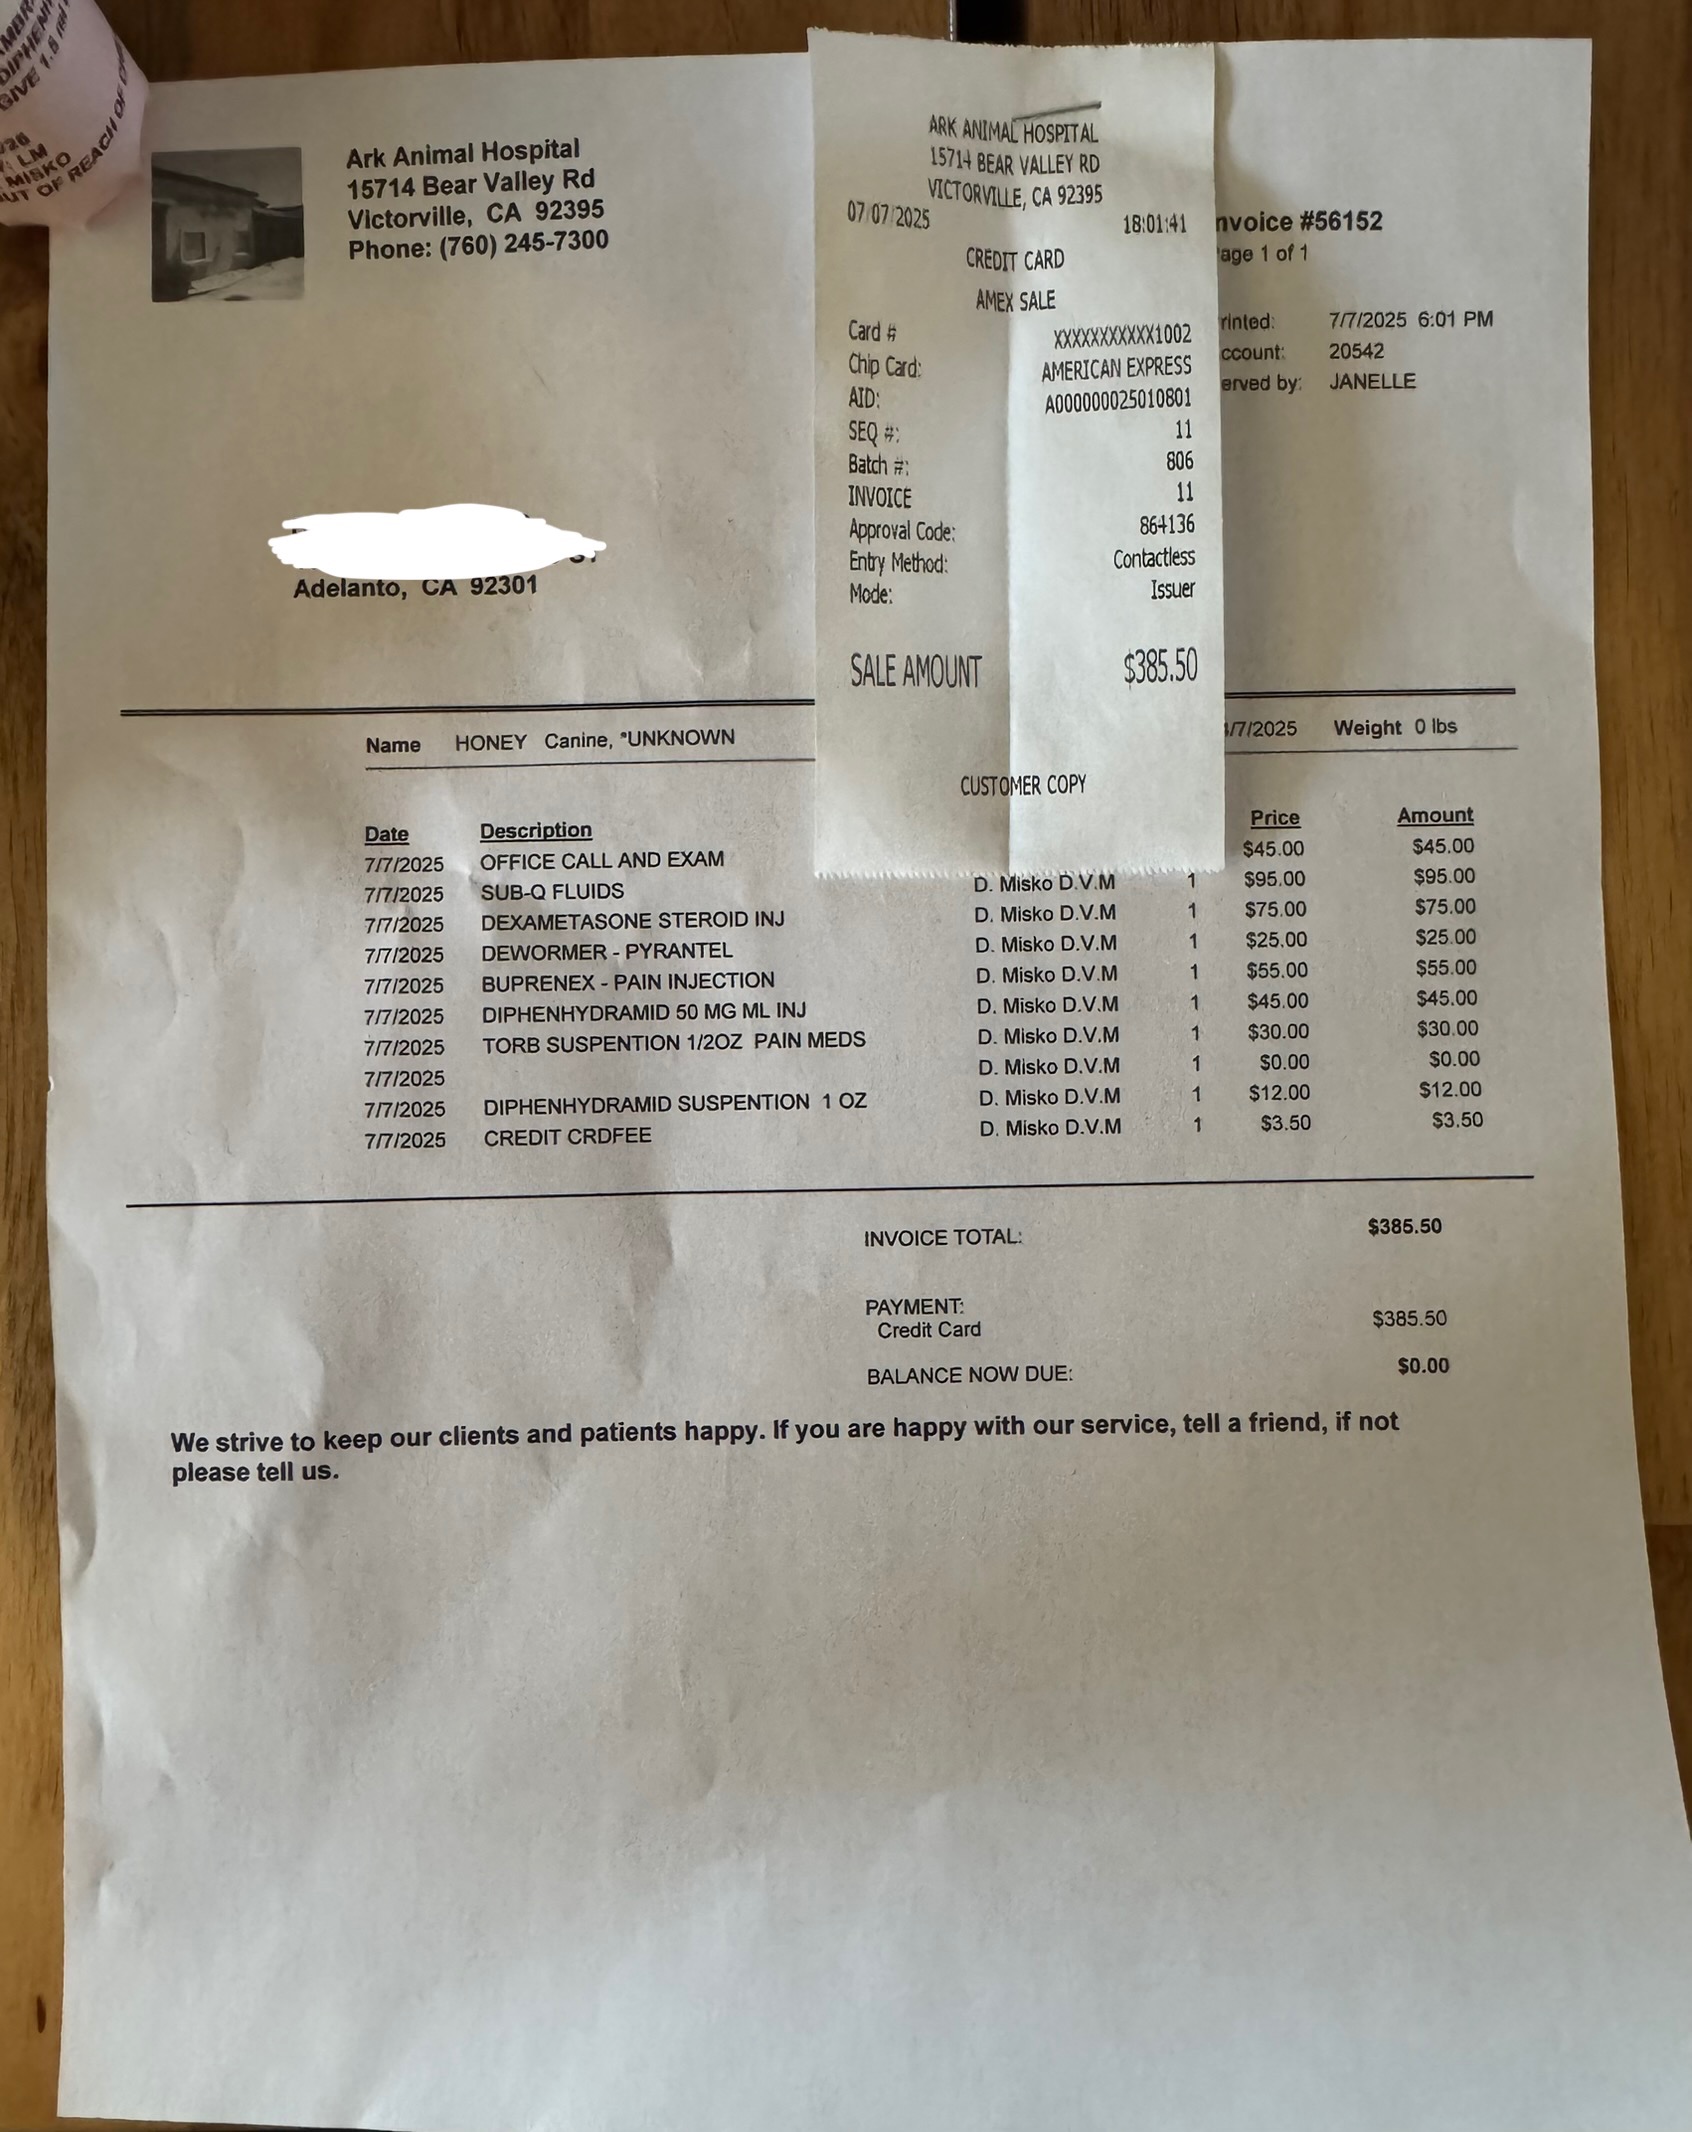 DIPHEN
GIVE 1.5 ml
LM
MISKO
OUT OF REACH OF
Ark Animal Hospital
15714 Bear Valley Rd
Victorville, CA 92395
Phone: (760) 245-7300
ARK ANIMAL HOSPITAL
15714 BEAR VALLEY RD
VICTORVILLE, CA 92395
07/07/2025 18:01:41
CREDIT CARD
AMEX SALE
Card # XXXXXXXXXXX1002
Chip Card: AMERICAN EXPRESS
AID: A000000025010801
SEQ #: 11
Batch #: 806
INVOICE 11
Approval Code: 864136
Entry Method: Contactless
Mode: Issuer
SALE AMOUNT $385.50
CUSTOMER COPY
nvoice #56152
age 1 of 1
rinted: 7/7/2025 6:01 PM
ccount: 20542
erved by: JANELLE
Adelanto, CA 92301
Name HONEY Canine, *UNKNOWN /7/2025 Weight 0 lbs
Date Description Price Amount
7/7/2025 OFFICE CALL AND EXAM $45.00 $45.00
7/7/2025 SUB-Q FLUIDS D. Misko D.V.M 1 $95.00 $95.00
7/7/2025 DEXAMETASONE STEROID INJ D. Misko D.V.M 1 $75.00 $75.00
7/7/2025 DEWORMER - PYRANTEL D. Misko D.V.M 1 $25.00 $25.00
7/7/2025 BUPRENEX - PAIN INJECTION D. Misko D.V.M 1 $55.00 $55.00
7/7/2025 DIPHENHYDRAMID 50 MG ML INJ D. Misko D.V.M 1 $45.00 $45.00
7/7/2025 TORB SUSPENTION 1/2OZ PAIN MEDS D. Misko D.V.M 1 $30.00 $30.00
7/7/2025 D. Misko D.V.M 1 $0.00 $0.00
7/7/2025 DIPHENHYDRAMID SUSPENTION 1 OZ D. Misko D.V.M 1 $12.00 $12.00
7/7/2025 CREDIT CRDFEE D. Misko D.V.M 1 $3.50 $3.50
INVOICE TOTAL: $385.50
PAYMENT:
Credit Card $385.50
BALANCE NOW DUE: $0.00
We strive to keep our clients and patients happy. If you are happy with our service, tell a friend, if not
please tell us.